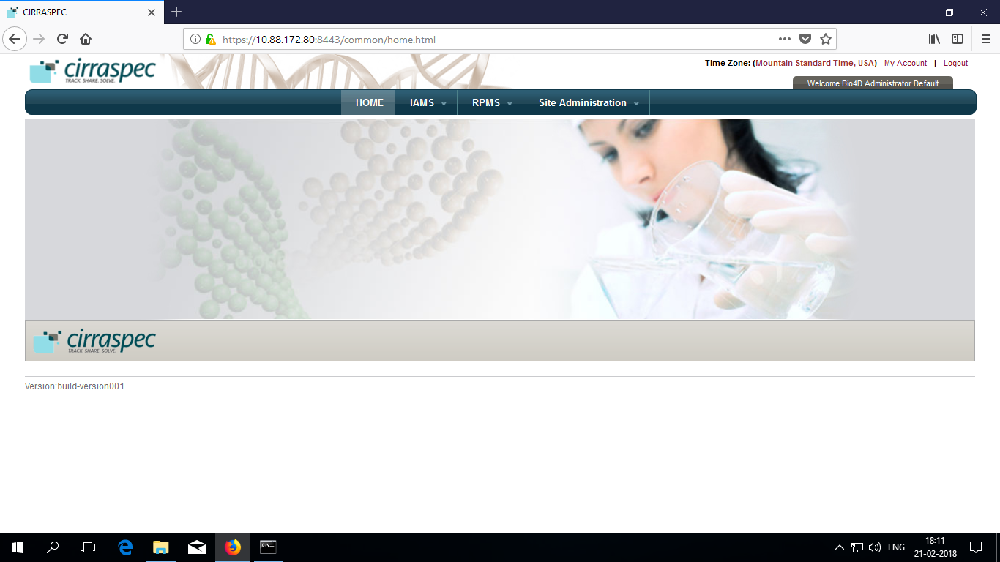 CIRRASPEC
https://10.88.172.80:8443/common/home.html
cirraspec
TRACK. SHARE. SOLVE.
Time Zone: (Mountain Standard Time, USA) My Account | Logout
Welcome Bio4D Administrator Default
HOME IAMS RPMS Site Administration
cirraspec
TRACK. SHARE. SOLVE.
Version:build-version001
ENG
18:11
21-02-2018